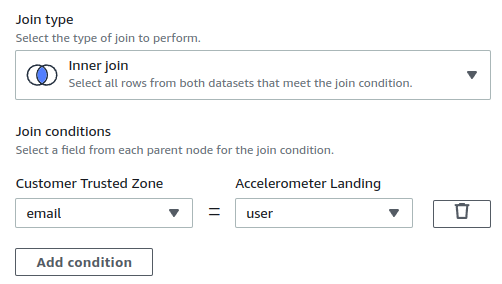 Join type
Select the type of join to perform.
Inner join
Select all rows from both datasets that meet the join condition.
Join conditions
Select a field from each parent node for the join condition.
Customer Trusted Zone
Accelerometer Landing
email
=
user
Add condition